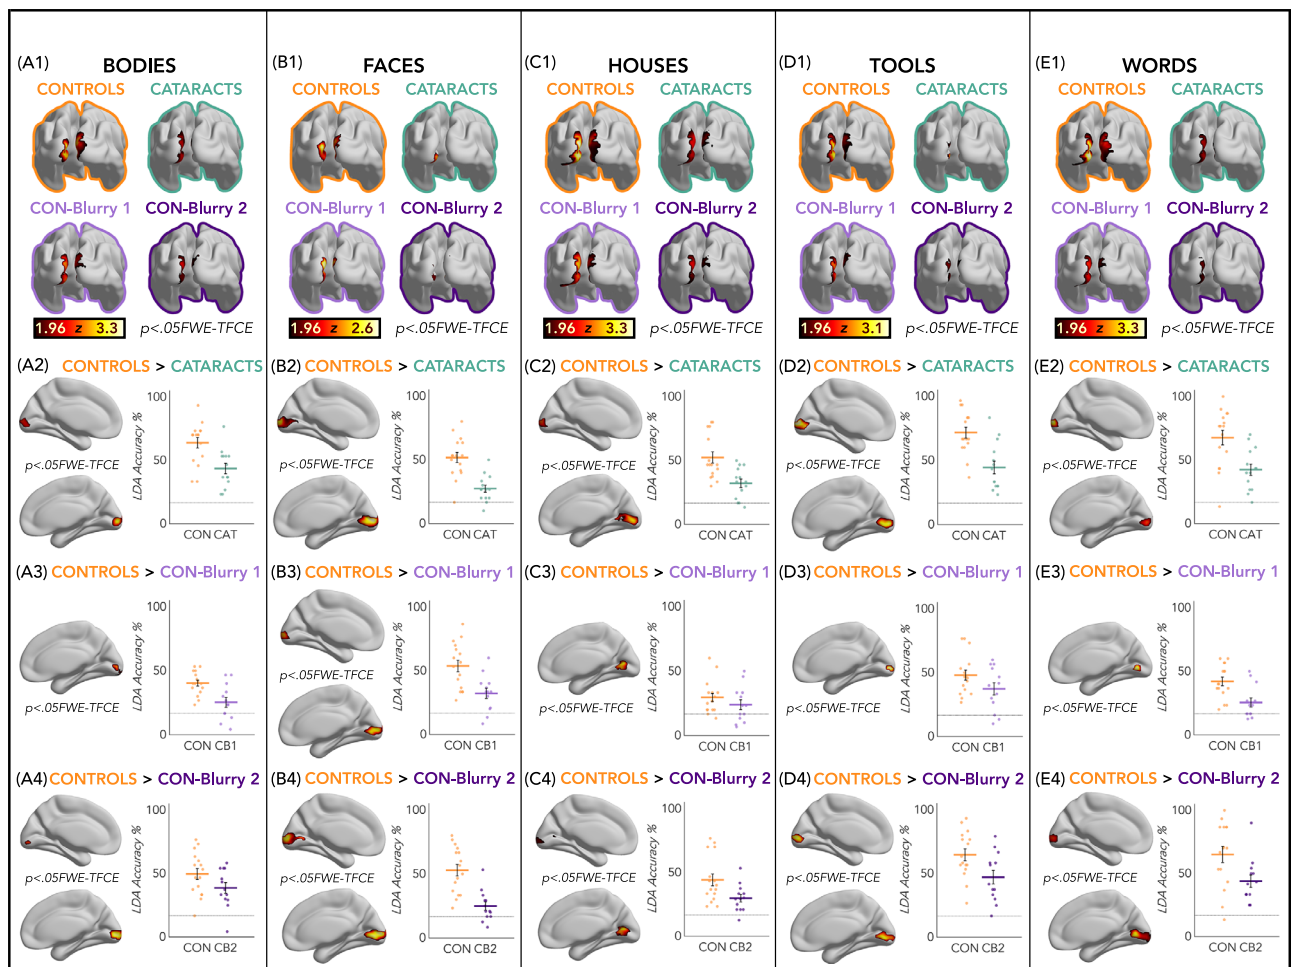 (A1) BODIES
CONTROLS CATARACTS
CON-Blurry 1 CON-Blurry 2
1.96 z 3.3 p<.05FWE-TFCE
(B1) FACES
CONTROLS CATARACTS
CON-Blurry 1 CON-Blurry 2
1.96 z 2.6 p<.05FWE-TFCE
(C1) HOUSES
CONTROLS CATARACTS
CON-Blurry 1 CON-Blurry 2
1.96 z 3.3 p<.05FWE-TFCE
(D1) TOOLS
CONTROLS CATARACTS
CON-Blurry 1 CON-Blurry 2
1.96 z 3.1 p<.05FWE-TFCE
(E1) WORDS
CONTROLS CATARACTS
CON-Blurry 1 CON-Blurry 2
1.96 z 3.3 p<.05FWE-TFCE
(A2) CONTROLS > CATARACTS
p<.05FWE-TFCE
LDA Accuracy %
100
50
0
CON CAT
(B2) CONTROLS > CATARACTS
p<.05FWE-TFCE
LDA Accuracy %
100
50
0
CON CAT
(C2) CONTROLS > CATARACTS
p<.05FWE-TFCE
LDA Accuracy %
100
50
0
CON CAT
(D2) CONTROLS > CATARACTS
p<.05FWE-TFCE
LDA Accuracy %
100
50
0
CON CAT
(E2) CONTROLS > CATARACTS
p<.05FWE-TFCE
LDA Accuracy %
100
50
0
CON CAT
(A3) CONTROLS > CON-Blurry 1
p<.05FWE-TFCE
LDA Accuracy %
100
50
0
CON CB1
(B3) CONTROLS > CON-Blurry 1
p<.05FWE-TFCE
LDA Accuracy %
100
50
0
CON CB1
(C3) CONTROLS > CON-Blurry 1
p<.05FWE-TFCE
LDA Accuracy %
100
50
0
CON CB1
(D3) CONTROLS > CON-Blurry 1
p<.05FWE-TFCE
LDA Accuracy %
100
50
0
CON CB1
(E3) CONTROLS > CON-Blurry 1
p<.05FWE-TFCE
LDA Accuracy %
100
50
0
CON CB1
(A4) CONTROLS > CON-Blurry 2
p<.05FWE-TFCE
LDA Accuracy %
100
50
0
CON CB2
(B4) CONTROLS > CON-Blurry 2
p<.05FWE-TFCE
LDA Accuracy %
100
50
0
CON CB2
(C4) CONTROLS > CON-Blurry 2
p<.05FWE-TFCE
LDA Accuracy %
100
50
0
CON CB2
(D4) CONTROLS > CON-Blurry 2
p<.05FWE-TFCE
LDA Accuracy %
100
50
0
CON CB2
(E4) CONTROLS > CON-Blurry 2
p<.05FWE-TFCE
LDA Accuracy %
100
50
0
CON CB2